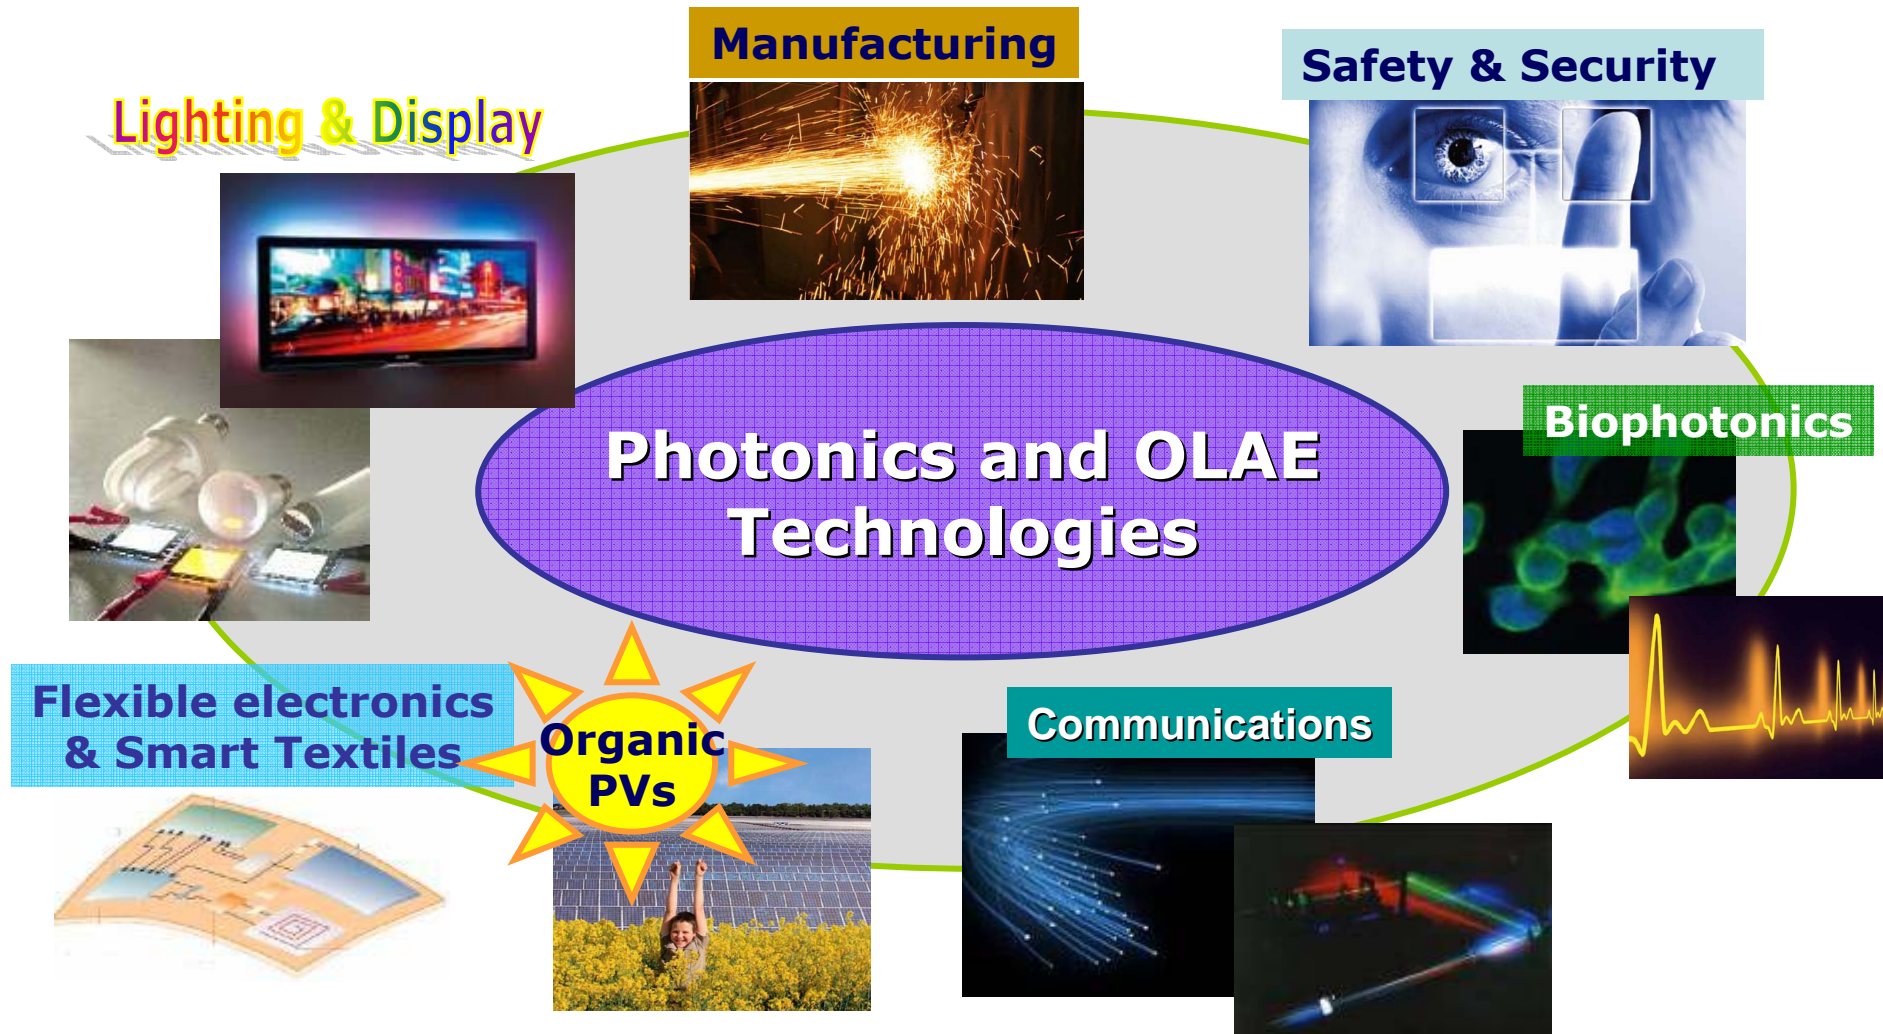 Manufacturing
Safety & Security
Lighting & Display
Biophotonics
Photonics and OLAE
Technologies
Flexible electronics
& Smart Textiles
Organic
PVs
Communications